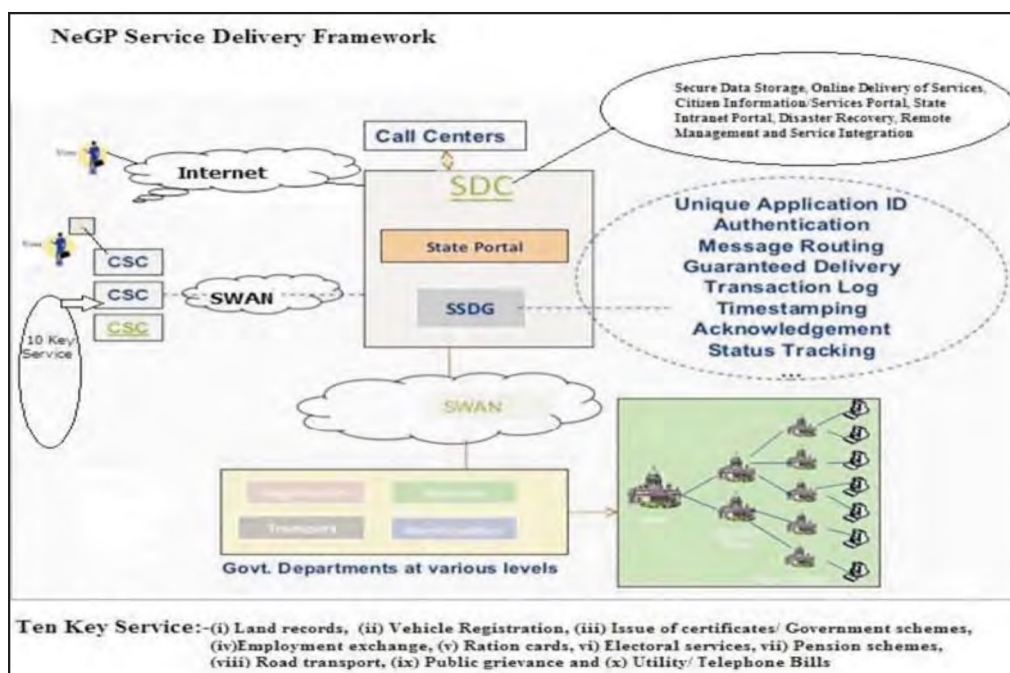 NeGP Service Delivery Framework
Secure Data Storage, Online Delivery of Services,
Citizen Information/Services Portal, State
Intranet Portal, Disaster Recovery, Remote
Management and Service Integration
Call Centers
Internet
SDC
State Portal
SSDG
Unique Application ID
Authentication
Message Routing
Guaranteed Delivery
Transaction Log
Timestamping
Acknowledgement
Status Tracking
...
CSC
CSC
CSC
SWAN
10 Key
Service
SWAN
Transport
Govt. Departments at various levels
Ten Key Service:-(i) Land records, (ii) Vehicle Registration, (iii) Issue of certificates/ Government schemes,
(iv)Employment exchange, (v) Ration cards, vi) Electoral services, vii) Pension schemes,
(viii) Road transport, (ix) Public grievance and (x) Utility/ Telephone Bills